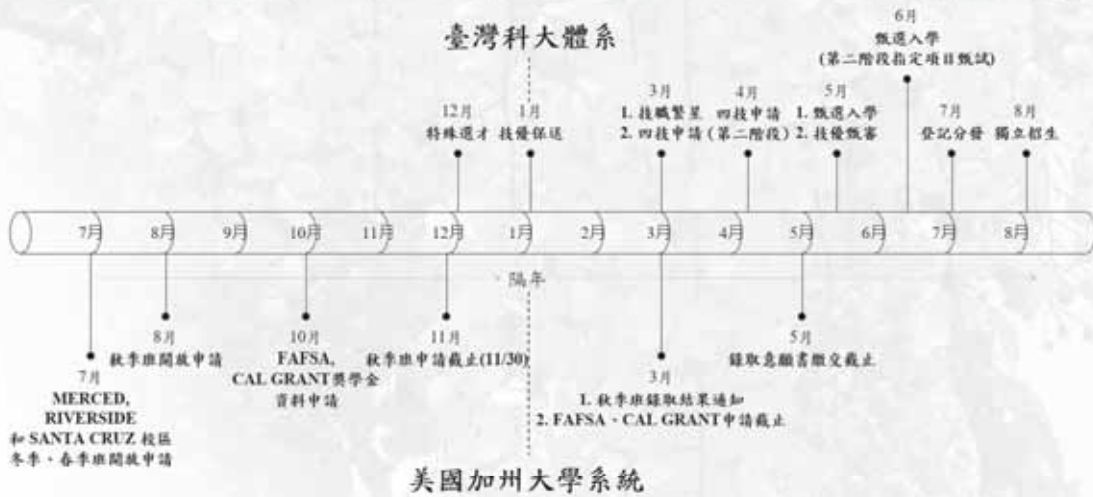 臺灣科大體系
12月
特殊選才
1月
技優保送
3月
1. 技職繁星
2. 四技申請
4月
四技申請
(第二階段)
5月
1. 甄選入學
2. 技優甄審
6月
甄選入學
(第二階段指定項目甄試)
7月
登記分發
8月
獨立招生
7月 8月 9月 10月 11月 12月 1月 2月 3月 4月 5月 6月 7月 8月
隔年
7月
MERCED,
RIVERSIDE
和 SANTA CRUZ 校區
冬季、春季班開放申請
8月
秋季班開放申請
10月
FAFSA,
CAL GRANT獎學金
資料申請
11月
秋季班申請截止(11/30)
3月
1. 秋季班錄取結果通知
2. FAFSA、CAL GRANT申請截止
5月
錄取意願書繳交截止
美國加州大學系統